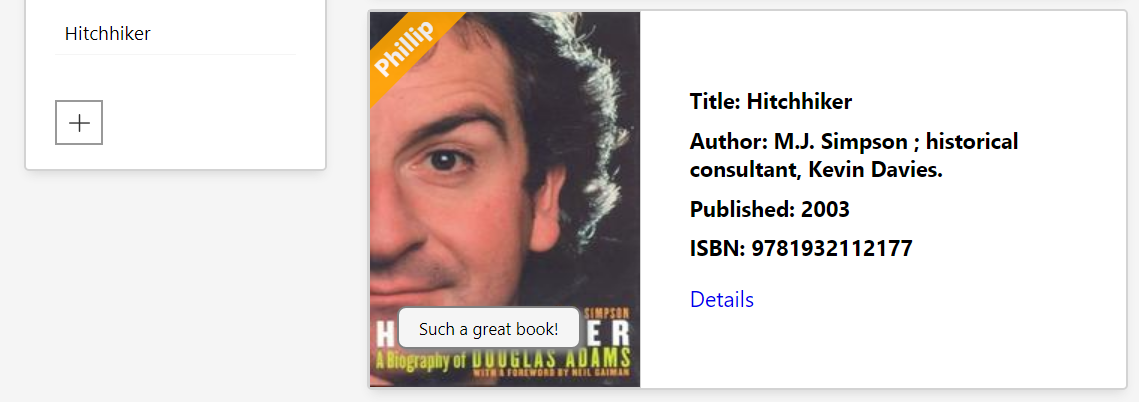 Hitchhiker
Phillip
Title: Hitchhiker
Author: M.J. Simpson ; historical
consultant, Kevin Davies.
Published: 2003
ISBN: 9781932112177
Details
SIMPSON
Such a great book!
H ER
A Biography of DOUGLAS ADAMS
WITH A FOREWORD BY NEIL GAIMAN